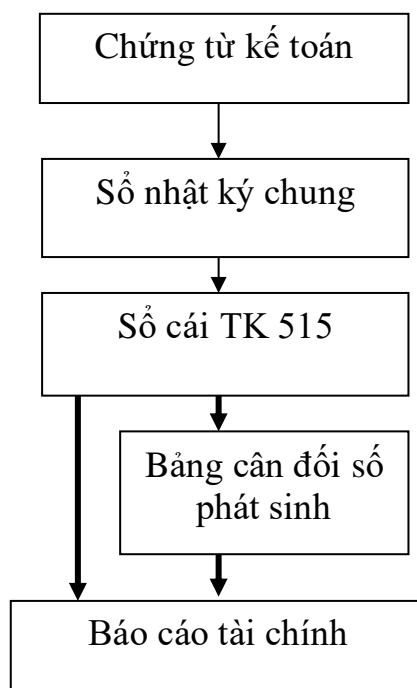 Chứng từ kế toán
Sổ nhật ký chung
Sổ cái TK 515
Bảng cân đối số
phát sinh
Báo cáo tài chính